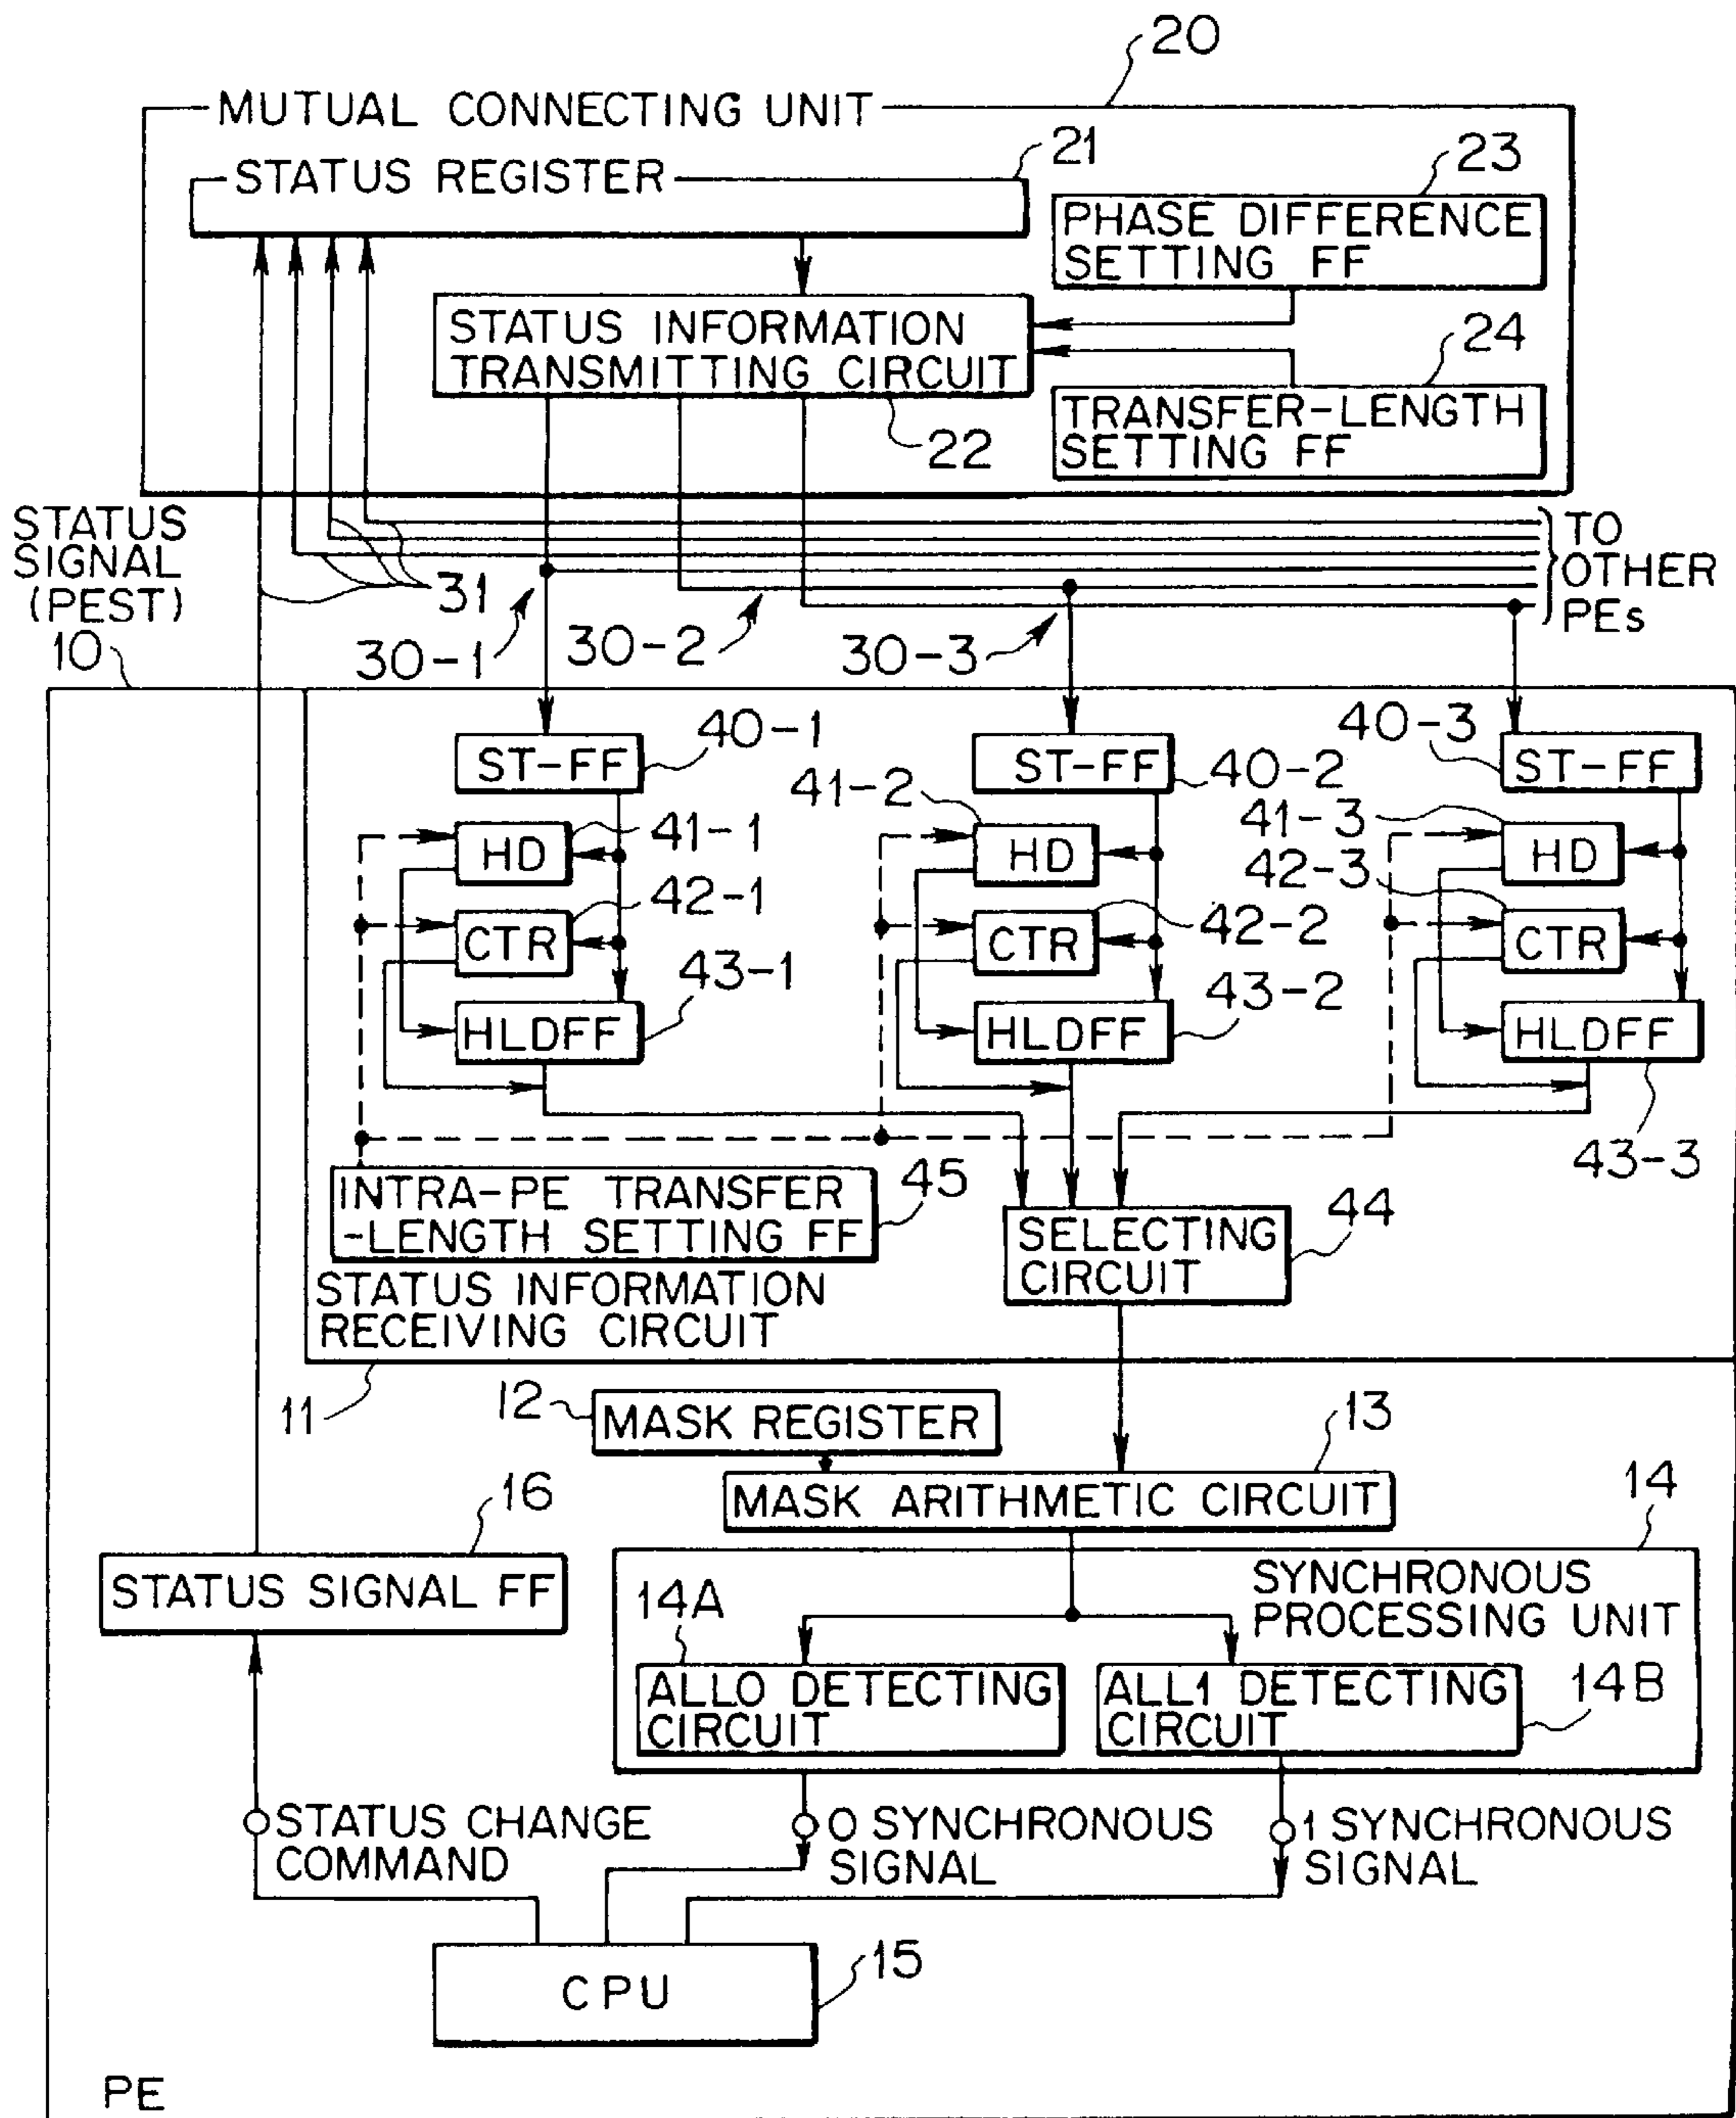 20
MUTUAL CONNECTING UNIT
21
STATUS REGISTER
23
PHASE DIFFERENCE
SETTING FF
STATUS INFORMATION
TRANSMITTING CIRCUIT
24
TRANSFER-LENGTH
SETTING FF
22
STATUS
SIGNAL
(PEST)
31
TO
OTHER
PEs
10
30-1
30-2
30-3
40-1
ST-FF
40-2
ST-FF
40-3
ST-FF
41-1
HD
41-2
HD
41-3
HD
42-1
CTR
42-2
CTR
42-3
CTR
43-1
HLDFF
43-2
HLDFF
HLDFF
43-3
45
INTRA-PE TRANSFER
-LENGTH SETTING FF
44
SELECTING
CIRCUIT
STATUS INFORMATION
RECEIVING CIRCUIT
11
12
MASK REGISTER
13
MASK ARITHMETIC CIRCUIT
14
16
STATUS SIGNAL FF
SYNCHRONOUS
PROCESSING UNIT
14A
ALL0 DETECTING
CIRCUIT
ALL1 DETECTING
CIRCUIT
14B
STATUS CHANGE
COMMAND
0 SYNCHRONOUS
SIGNAL
1 SYNCHRONOUS
SIGNAL
CPU
15
PE